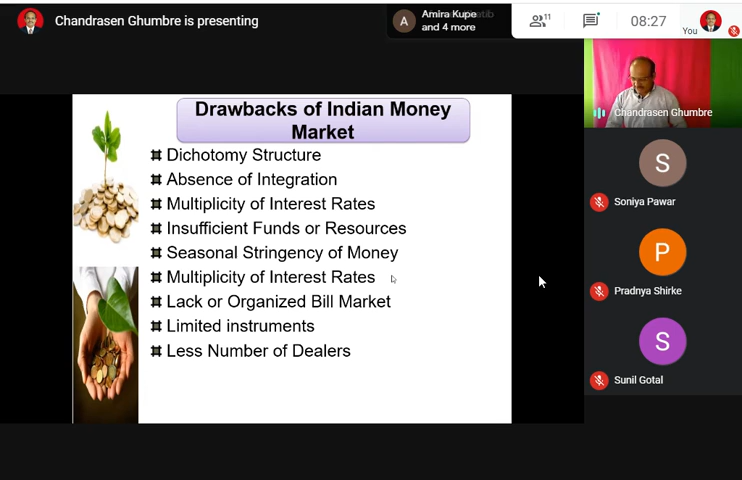 Chandrasen Ghumbre is presenting
Amira Kupe
and 4 more
11
08:27
You
Drawbacks of Indian Money
Market
Dichotomy Structure
Absence of Integration
Multiplicity of Interest Rates
Insufficient Funds or Resources
Seasonal Stringency of Money
Multiplicity of Interest Rates
Lack or Organized Bill Market
Limited instruments
Less Number of Dealers
Chandrasen Ghumbre
S
Soniya Pawar
P
Pradnya Shirke
S
Sunil Gotal
A